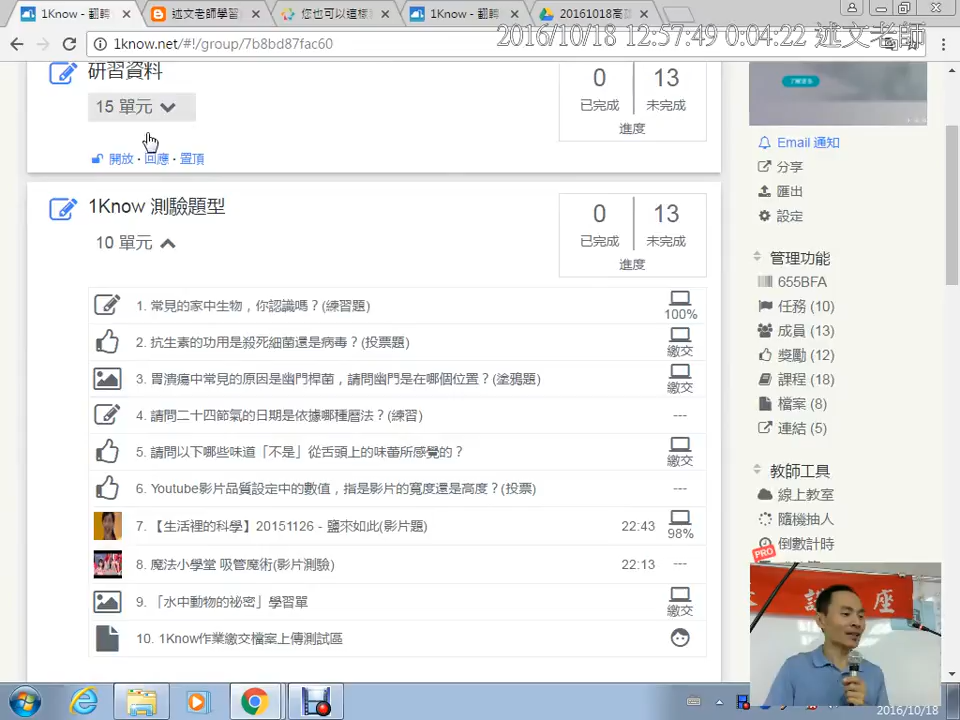 1Know - 翻轉
述文老師學習
您也可以這樣
1Know - 翻轉
20161018高雄
1know.net/#!/group/7b8bd87fac60
2016/10/18 12:57:49 0:04:22 述文老師
研習資料
15 單元
開放 · 回應 · 置頂
0 13
已完成 未完成
進度
1Know 測驗題型
10 單元
0 13
已完成 未完成
進度
1. 常見的家中生物，你認識嗎？(練習題)
100%
2. 抗生素的功用是殺死細菌還是病毒？(投票題)
繳交
3. 胃潰瘍中常見的原因是幽門桿菌，請問幽門是在哪個位置？(塗鴉題)
繳交
4. 請問二十四節氣的日期是依據哪種曆法？(練習)
---
5. 請問以下哪些味道「不是」從舌頭上的味蕾所感覺的？
繳交
6. Youtube影片品質設定中的數值，指是影片的寬度還是高度？(投票)
---
7. 【生活裡的科學】20151126 - 鹽來如此(影片題)
22:43
98%
8. 魔法小學堂 吸管魔術(影片測驗)
22:13
---
9. 「水中動物的祕密」學習單
繳交
10. 1Know作業繳交檔案上傳測試區
了解更多
Email 通知
分享
匯出
設定
管理功能
655BFA
任務 (10)
成員 (13)
獎勵 (12)
課程 (18)
檔案 (8)
連結 (5)
教師工具
線上教室
隨機抽人
倒數計時
PRO
講 座
2016/10/18